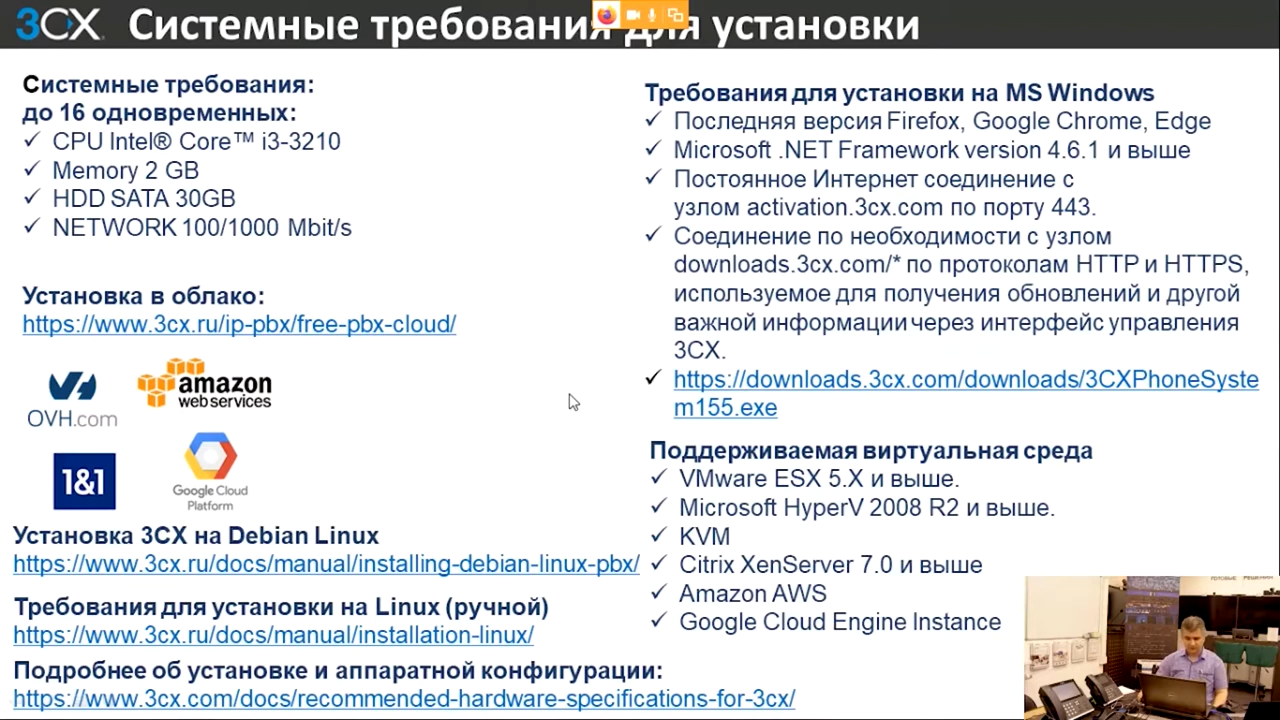 3CX Системные требования для установки
Системные требования:
до 16 одновременных:
✓ CPU Intel® Core™ i3-3210
✓ Memory 2 GB
✓ HDD SATA 30GB
✓ NETWORK 100/1000 Mbit/s
Установка в облако:
https://www.3cx.ru/ip-pbx/free-pbx-cloud/
OVH.com
amazon
web services
1&1
Google Cloud
Platform
Установка 3CX на Debian Linux
https://www.3cx.ru/docs/manual/installing-debian-linux-pbx/
Требования для установки на Linux (ручной)
https://www.3cx.ru/docs/manual/installation-linux/
Подробнее об установке и аппаратной конфигурации:
https://www.3cx.com/docs/recommended-hardware-specifications-for-3cx/
Требования для установки на MS Windows
✓ Последняя версия Firefox, Google Chrome, Edge
✓ Microsoft .NET Framework version 4.6.1 и выше
✓ Постоянное Интернет соединение с
узлом activation.3cx.com по порту 443.
✓ Соединение по необходимости с узлом
downloads.3cx.com/* по протоколам HTTP и HTTPS,
используемое для получения обновлений и другой
важной информации через интерфейс управления
3CX.
✓ https://downloads.3cx.com/downloads/3CXPhoneSyste
m155.exe
Поддерживаемая виртуальная среда
✓ VMware ESX 5.X и выше.
✓ Microsoft HyperV 2008 R2 и выше.
✓ KVM
✓ Citrix XenServer 7.0 и выше
✓ Amazon AWS
✓ Google Cloud Engine Instance
ГОТОВЫЕ РЕШЕНИЯ